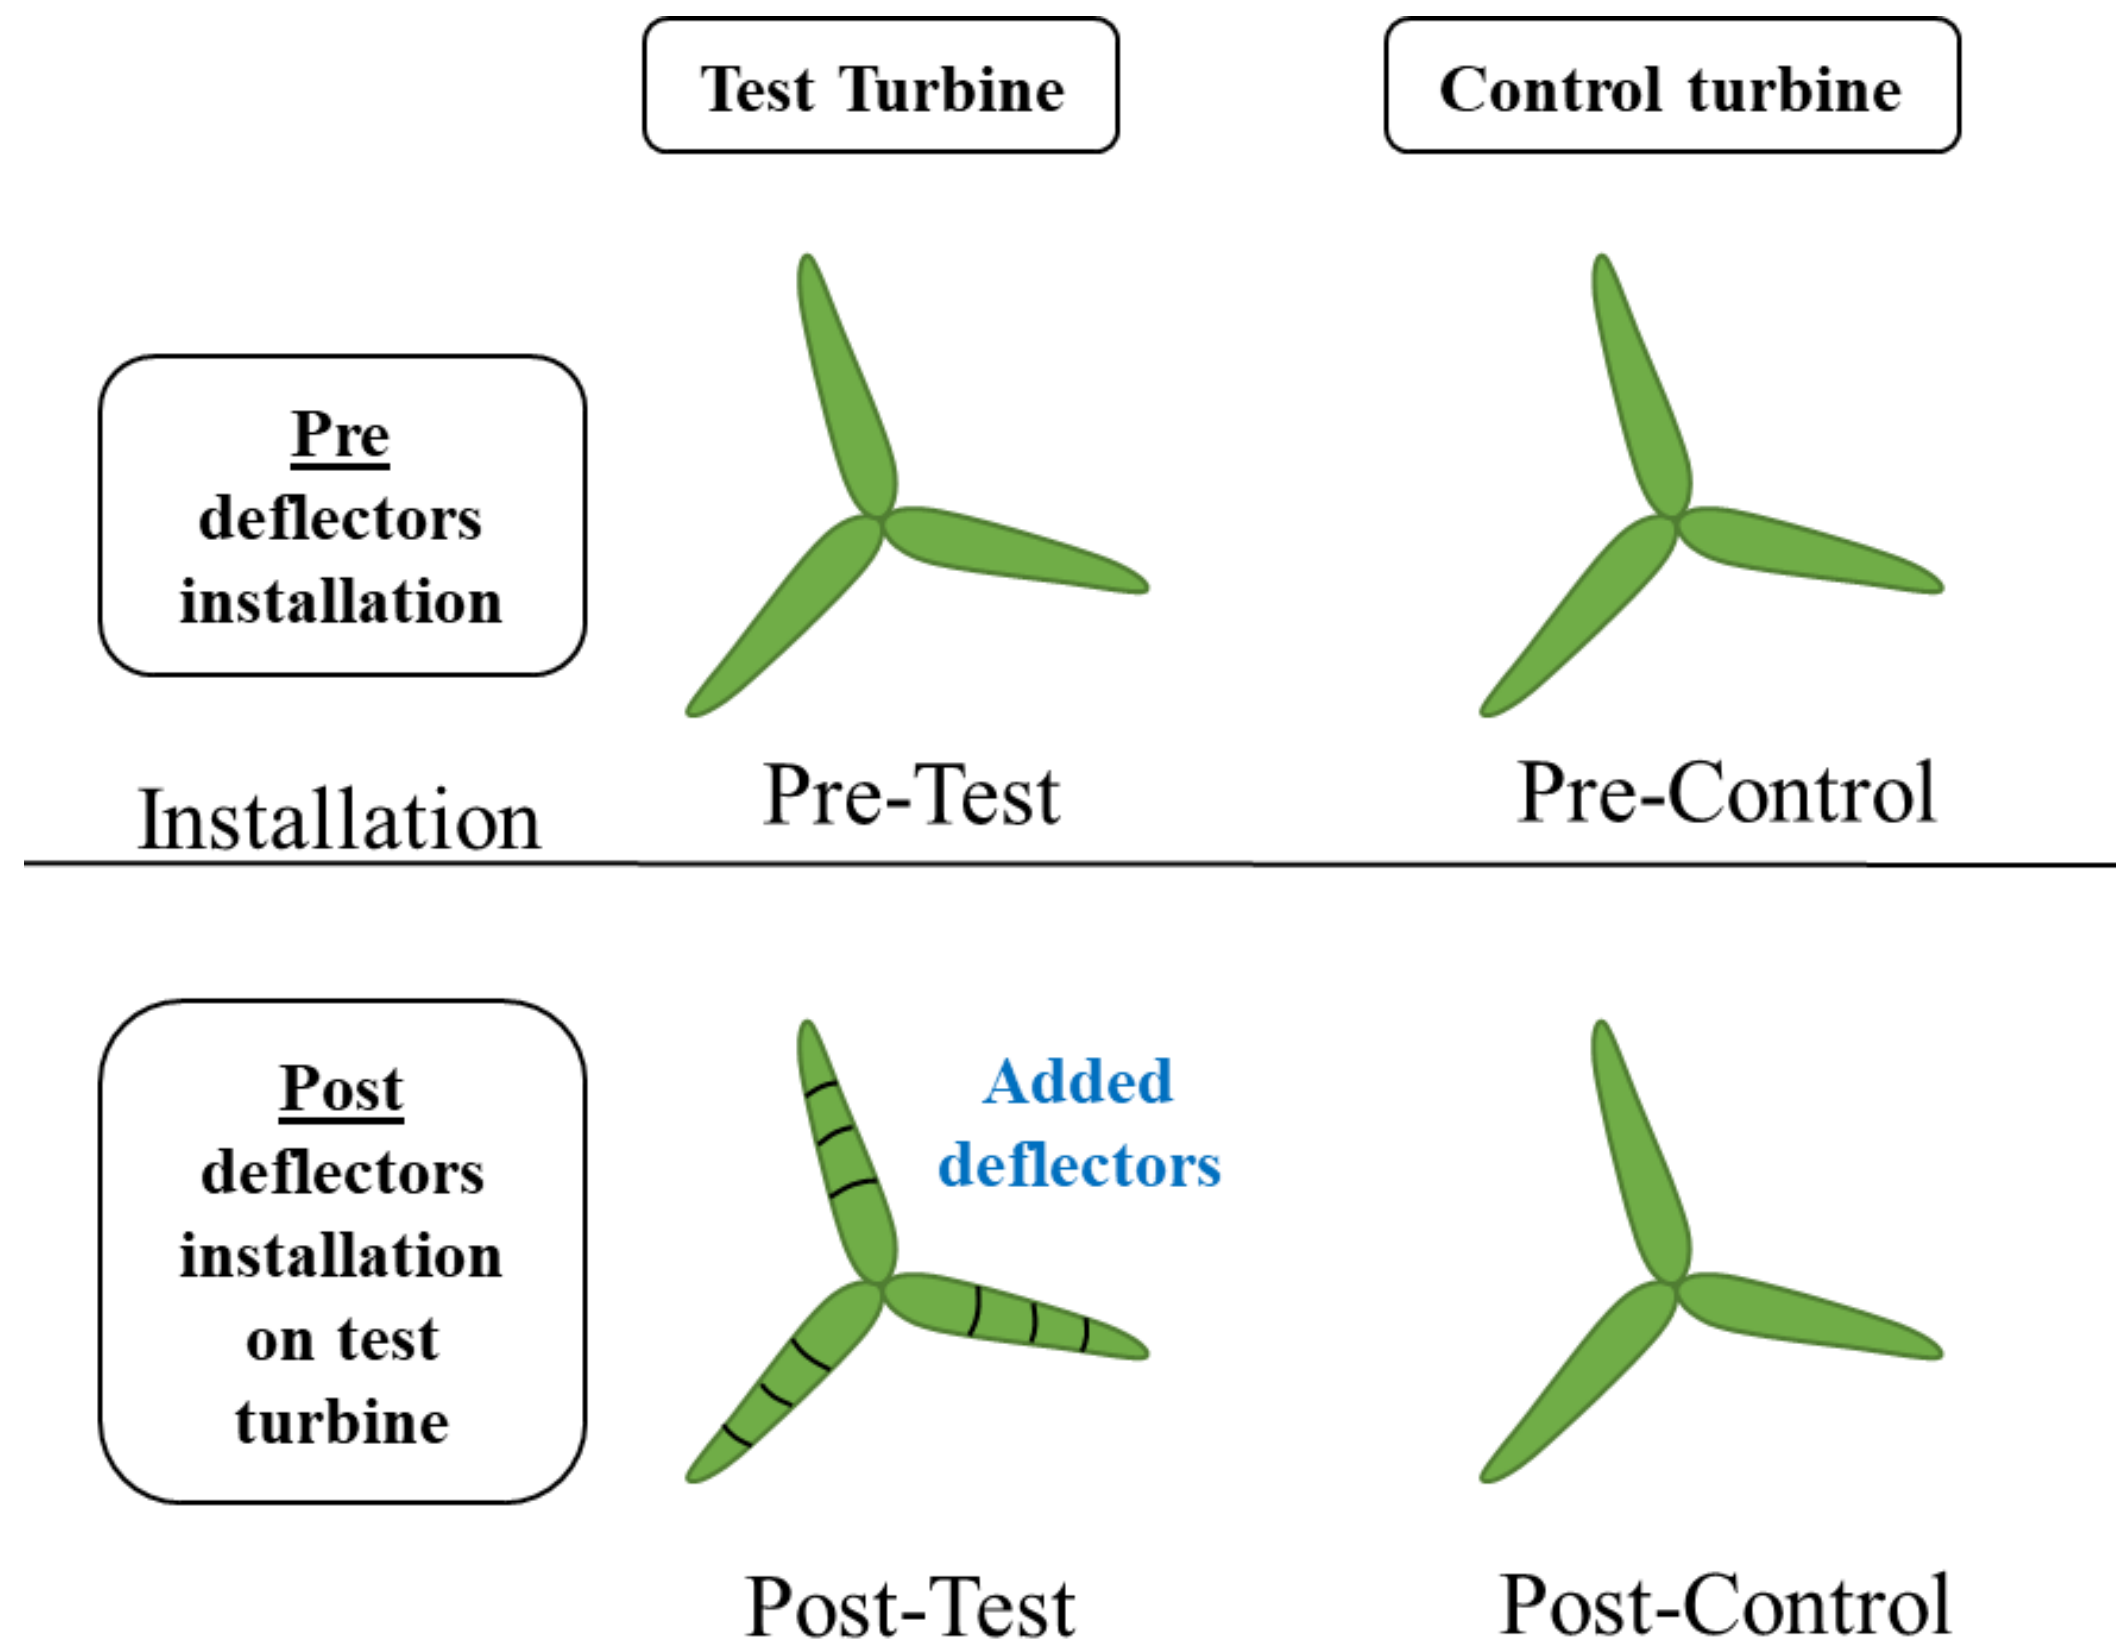 Test Turbine
Control turbine
Pre
deflectors
installation
Pre-Test
Pre-Control
Installation
Post
deflectors
installation
on test
turbine
Added
deflectors
Post-Test
Post-Control